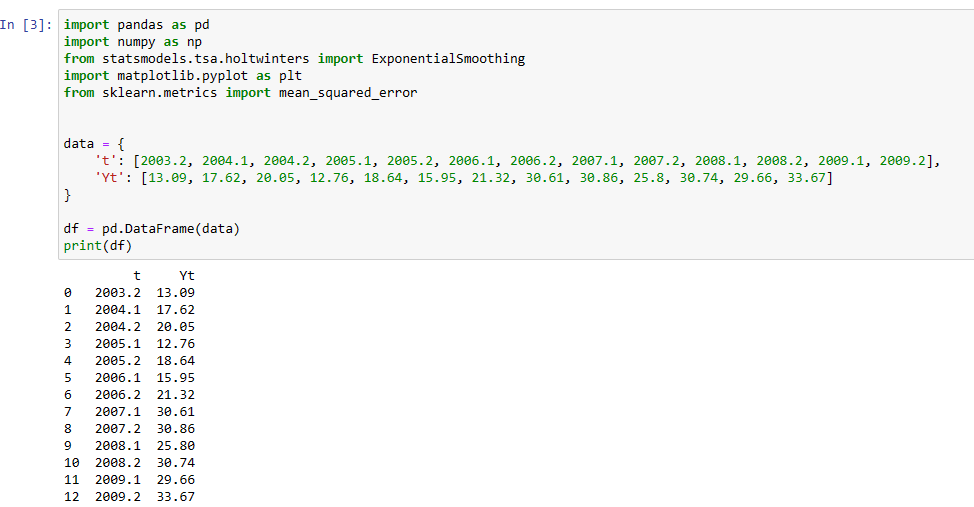 In [3]: import pandas as pd
import numpy as np
from statsmodels.tsa.holtwinters import ExponentialSmoothing
import matplotlib.pyplot as plt
from sklearn.metrics import mean_squared_error
data = {
    't': [2003.2, 2004.1, 2004.2, 2005.1, 2005.2, 2006.1, 2006.2, 2007.1, 2007.2, 2008.1, 2008.2, 2009.1, 2009.2],
    'Yt': [13.09, 17.62, 20.05, 12.76, 18.64, 15.95, 21.32, 30.61, 30.86, 25.8, 30.74, 29.66, 33.67]
}
df = pd.DataFrame(data)
print(df)
t Yt
0 2003.2 13.09
1 2004.1 17.62
2 2004.2 20.05
3 2005.1 12.76
4 2005.2 18.64
5 2006.1 15.95
6 2006.2 21.32
7 2007.1 30.61
8 2007.2 30.86
9 2008.1 25.80
10 2008.2 30.74
11 2009.1 29.66
12 2009.2 33.67